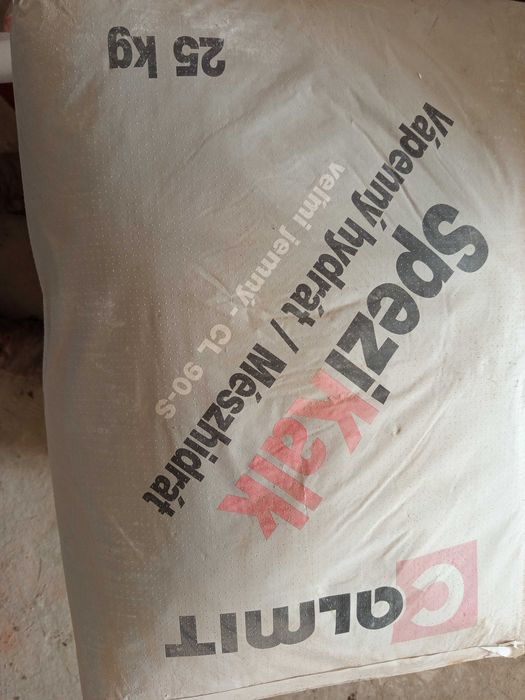 CALMIT
SpeziKalk
Vápenný hydrát / Mészhidrát
veľmi jemný - CL 90-S
25 kg